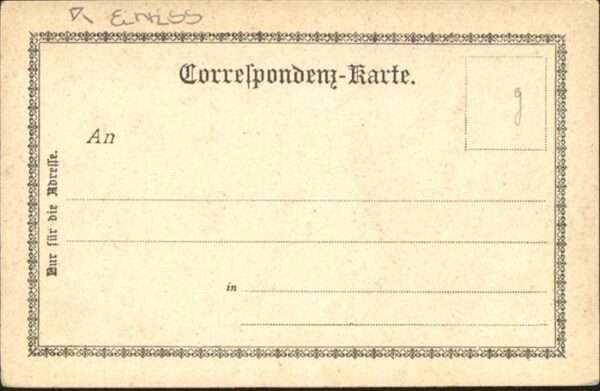 Correſpondenz-Karte.
g
An
Nur für die Adreſſe.
in